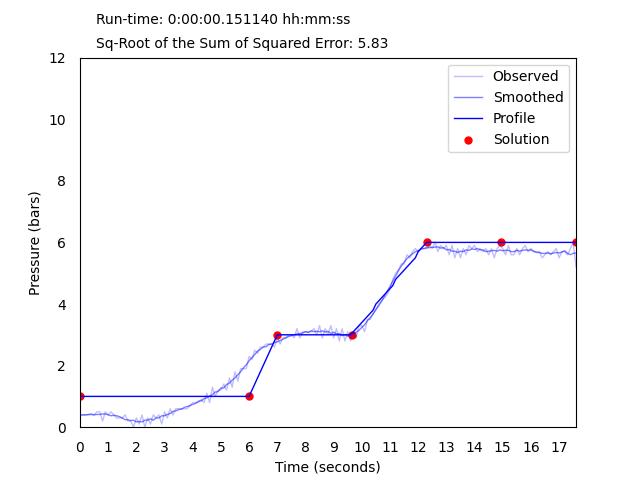 Run-time: 0:00:00.151140 hh:mm:ss
Sq-Root of the Sum of Squared Error: 5.83
12
10
8
6
4
2
0
Pressure (bars)
Observed
Smoothed
Profile
Solution
0 1 2 3 4 5 6 7 8 9 10 11 12 13 14 15 16 17
Time (seconds)